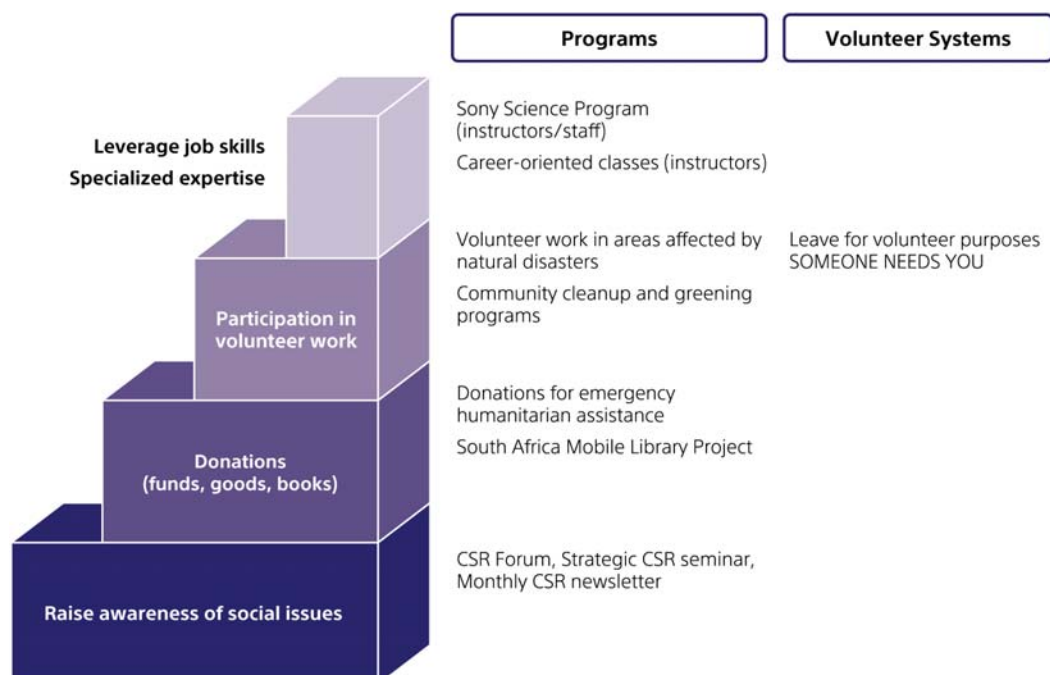 Programs
Volunteer Systems
Leverage job skills
Specialized expertise
Sony Science Program
(instructors/staff)
Career-oriented classes (instructors)
Participation in
volunteer work
Volunteer work in areas affected by
natural disasters
Community cleanup and greening
programs
Leave for volunteer purposes
SOMEONE NEEDS YOU
Donations
(funds, goods, books)
Donations for emergency
humanitarian assistance
South Africa Mobile Library Project
Raise awareness of social issues
CSR Forum, Strategic CSR seminar,
Monthly CSR newsletter